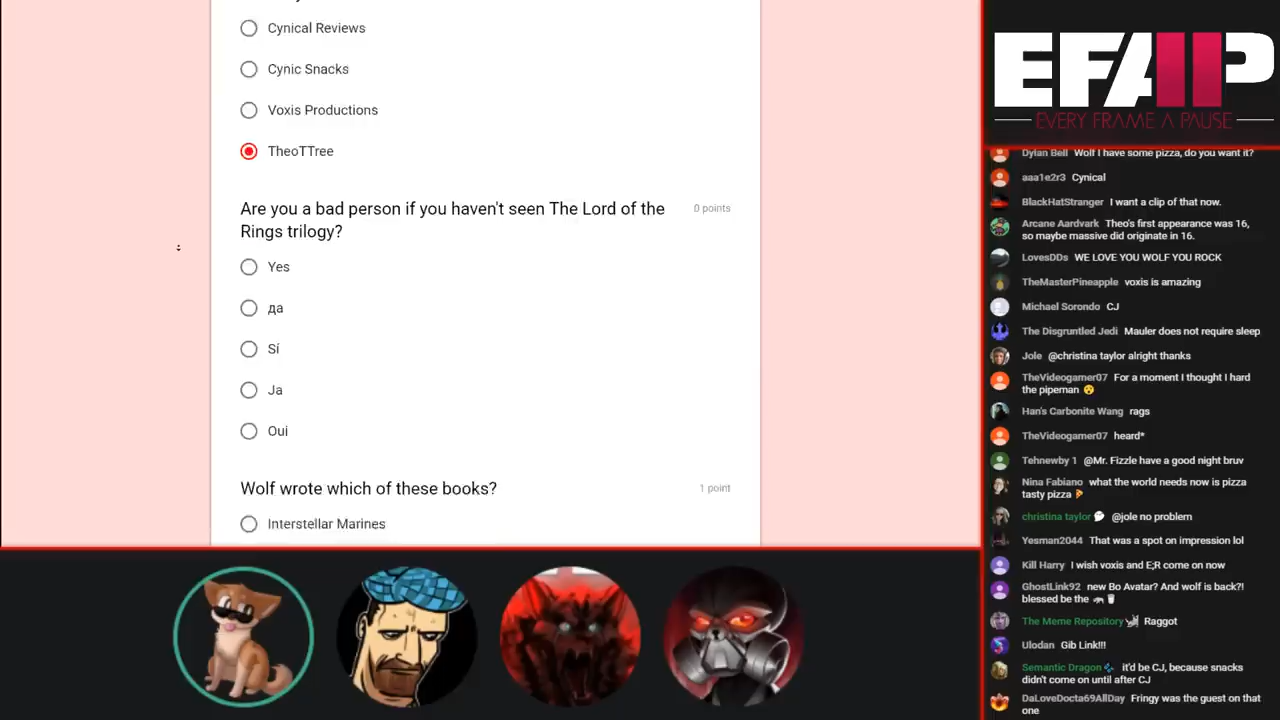 Cynical Reviews
Cynic Snacks
Voxis Productions
TheoTTree
Are you a bad person if you haven't seen The Lord of the
Rings trilogy?
0 points
Yes
да
Sí
Ja
Oui
Wolf wrote which of these books?
1 point
Interstellar Marines
EFAP
EVERY FRAME A PAUSE
Dylan Bell Wolf I have some pizza, do you want it?
aaa1e2r3 Cynical
BlackHatStranger I want a clip of that now.
Arcane Aardvark Theo's first appearance was 16,
so maybe massive did originate in 16.
LovesDDs WE LOVE YOU WOLF YOU ROCK
TheMasterPineapple voxis is amazing
Michael Sorondo CJ
The Disgruntled Jedi Mauler does not require sleep
Jole @christina taylor alright thanks
TheVideogamer07 For a moment I thought I hard
the pipeman 😮
Han's Carbonite Wang rags
TheVideogamer07 heard*
Tehnewby 1 @Mr. Fizzle have a good night bruv
Nina Fabiano what the world needs now is pizza
tasty pizza 🍕
christina taylor @jole no problem
Yesman2044 That was a spot on impression lol
Kill Harry I wish voxis and E;R come on now
GhostLink92 new Bo Avatar? And wolf is back?!
blessed be the
The Meme Repository Raggot
Ulodan Gib Link!!!
Semantic Dragon it'd be CJ, because snacks
didn't come on until after CJ
DaLoveDocta69AllDay Fringy was the guest on that
one